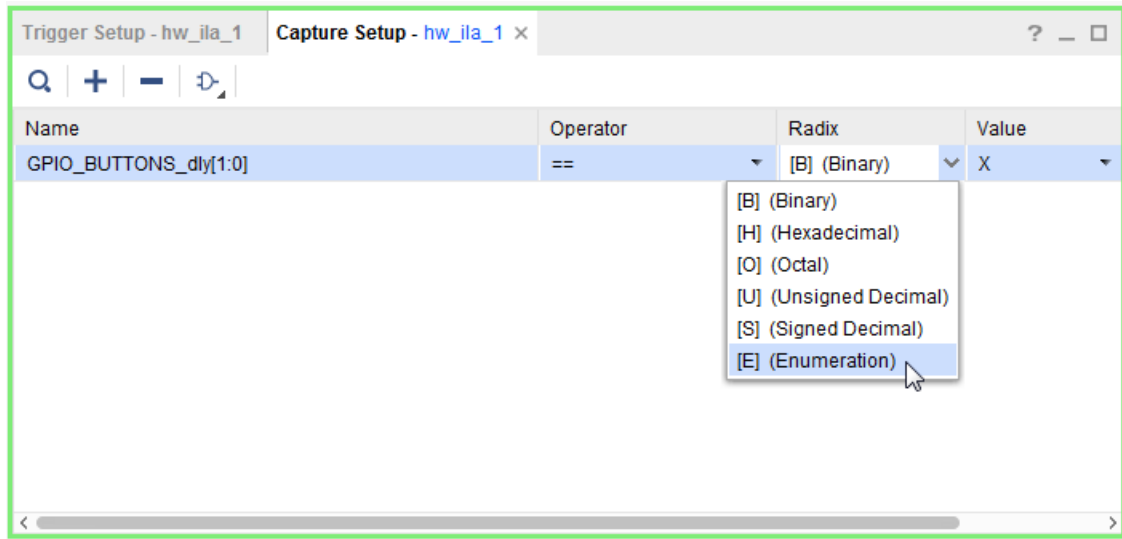 Trigger Setup - hw_ila_1 Capture Setup - hw_ila_1 × ?
Name Operator Radix Value
GPIO_BUTTONS_dly[1:0] == [B] (Binary) X
[B] (Binary)
[H] (Hexadecimal)
[O] (Octal)
[U] (Unsigned Decimal)
[S] (Signed Decimal)
[E] (Enumeration)